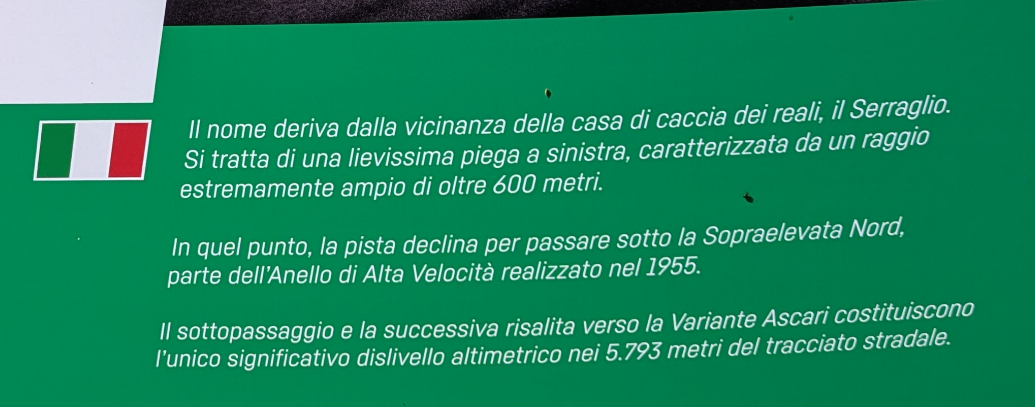 Il nome deriva dalla vicinanza della casa di caccia dei reali, il Serraglio.
Si tratta di una lievissima piega a sinistra, caratterizzata da un raggio
estremamente ampio di oltre 600 metri.
In quel punto, la pista declina per passare sotto la Sopraelevata Nord,
parte dell'Anello di Alta Velocità realizzato nel 1955.
Il sottopassaggio e la successiva risalita verso la Variante Ascari costituiscono
l'unico significativo dislivello altimetrico nei 5.793 metri del tracciato stradale.